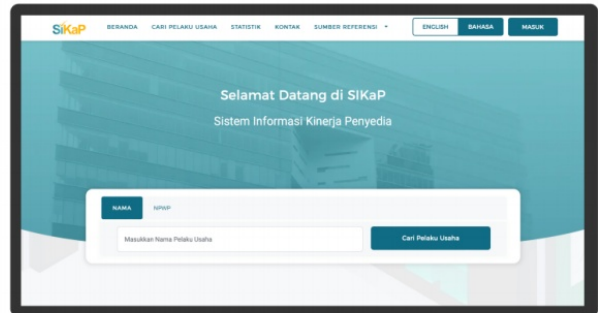 SiKaP BERANDA CARI PELAKU USAHA STATISTIK KONTAK SUMBER REFERENSI ENGLISH BAHASA MASUK
Selamat Datang di SIKaP
Sistem Informasi Kinerja Penyedia
NAMA NPWP
Masukkan Nama Pelaku Usaha Cari Pelaku Usaha